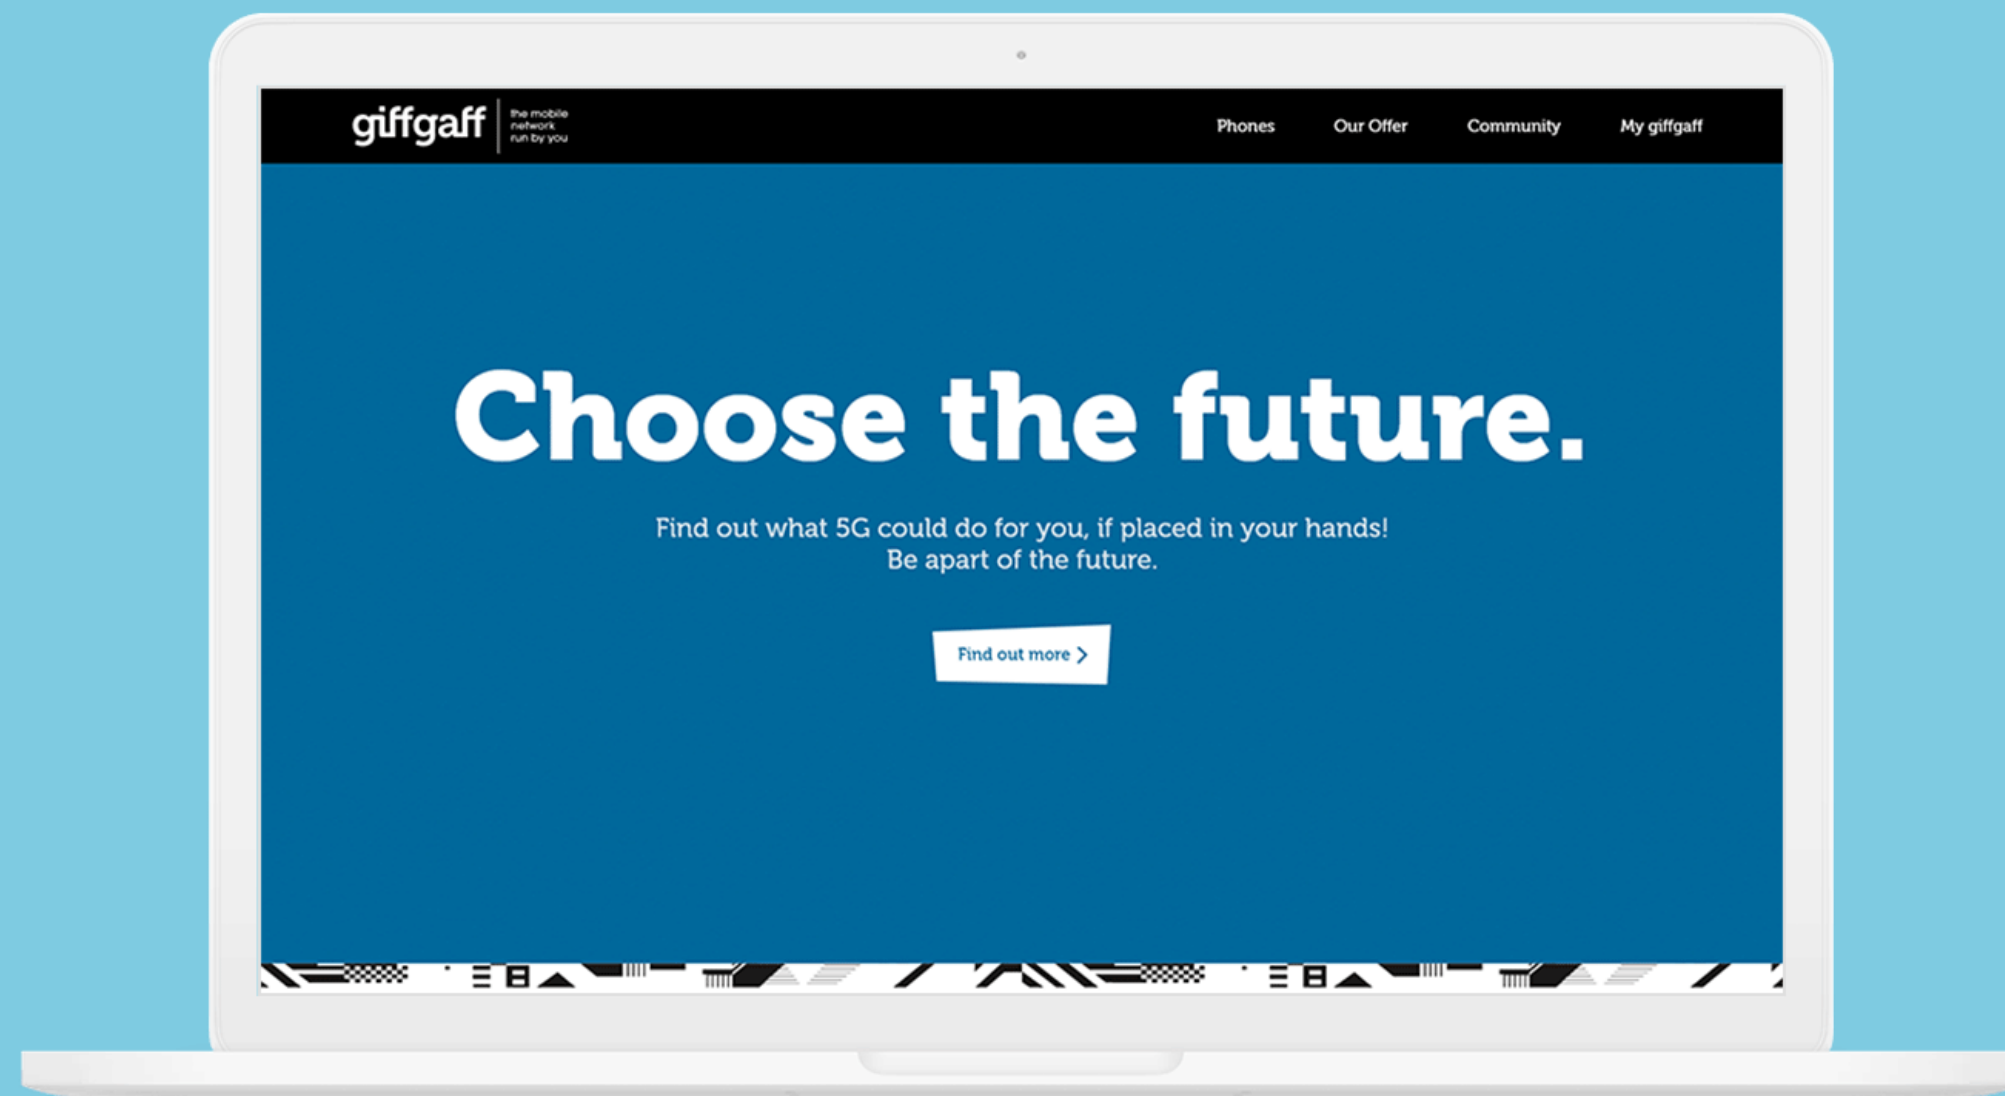 giffgaff
the mobile
network
run by you
Phones Our Offer Community My giffgaff
Choose the future.
Find out what 5G could do for you, if placed in your hands!
Be apart of the future.
Find out more >